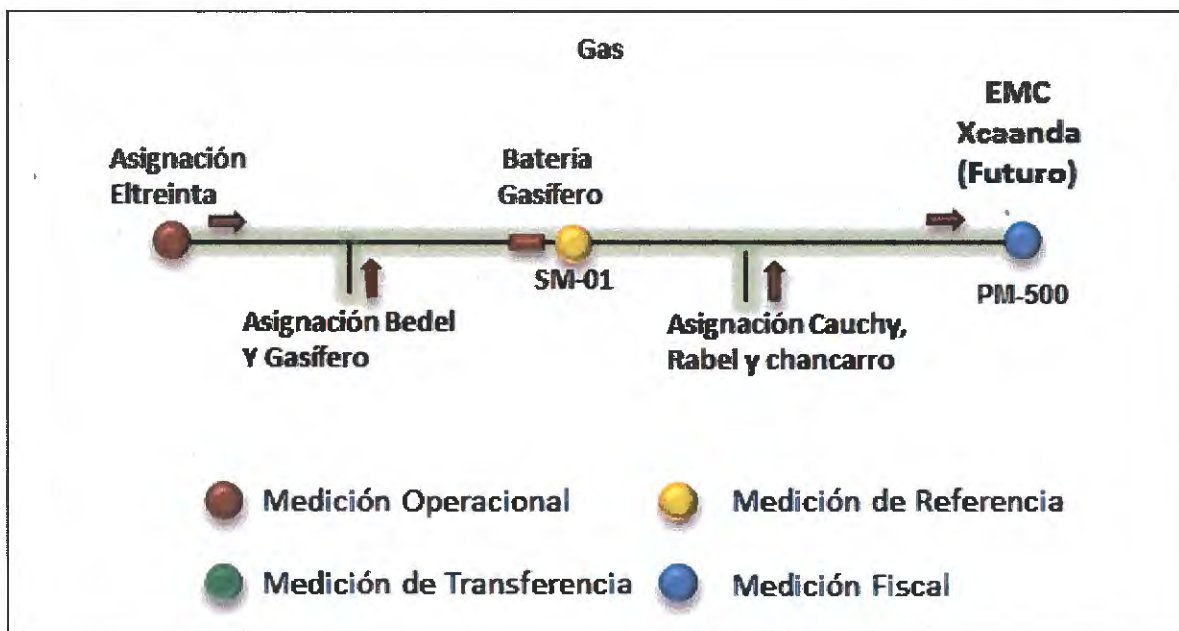 Gas
Asignación
Eltreinta
Batería
Gasífero
EMC
Xcaanda
(Futuro)
SM-01
PM-500
Asignación Bedel
Y Gasífero
Asignación Cauchy,
Rabel y chancarro
Medición Operacional
Medición de Referencia
Medición de Transferencia
Medición Fiscal